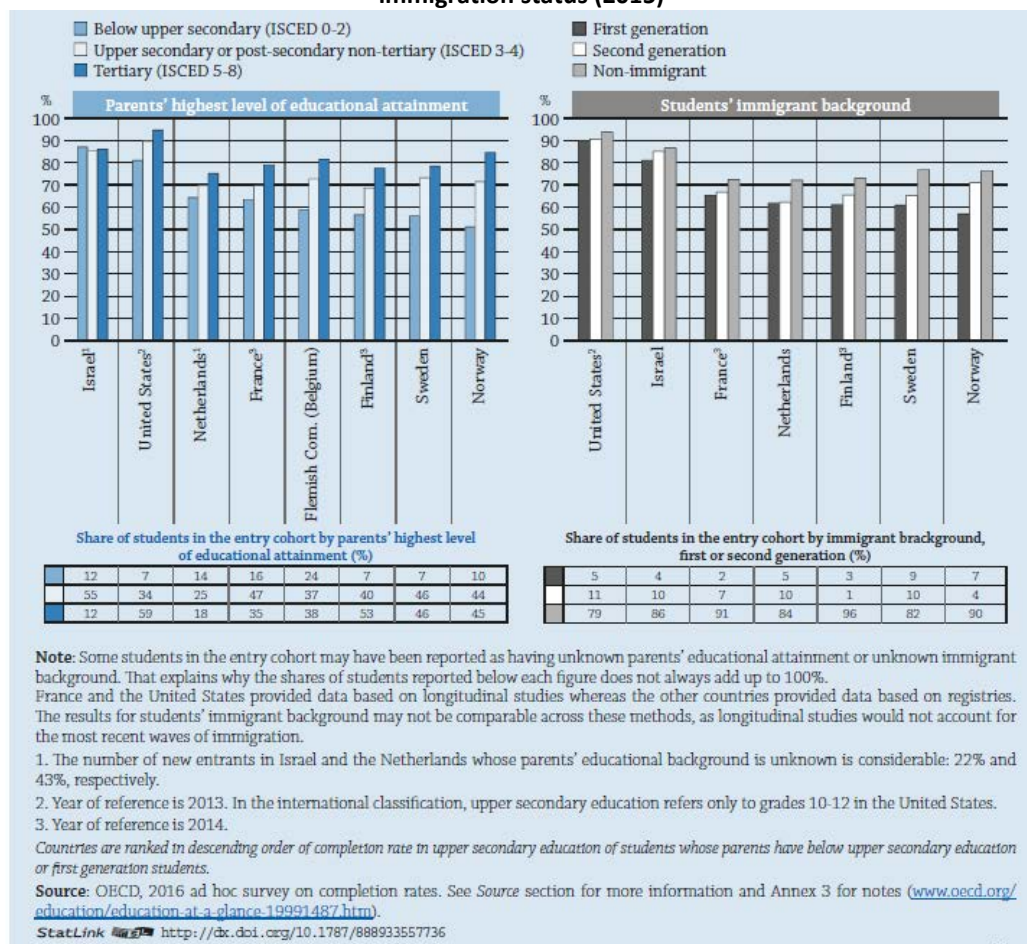 immigration status (2015)
Below upper secondary (ISCED 0-2)
Upper secondary or post-secondary non-tertiary (ISCED 3-4)
Tertiary (ISCED 5-8)
First generation
Second generation
Non-immigrant
%
Parents' highest level of educational attainment
100
90
80
70
60
50
40
30
20
10
0
Israel¹
United States²
Netherlands¹
France³
Flemish Com. (Belgium)
Finland³
Sweden
Norway
Share of students in the entry cohort by parents' highest level
of educational attainment (%)
12 7 14 16 24 7 7 10
55 34 25 47 37 40 46 44
12 59 18 35 38 53 46 45
%
Students' immigrant background
100
90
80
70
60
50
40
30
20
10
0
United States²
Israel
France³
Netherlands
Finland³
Sweden
Norway
Share of students in the entry cohort by immigrant brackground,
first or second generation (%)
5 4 2 5 3 9 7
11 10 7 10 1 10 4
79 86 91 84 96 82 90
Note: Some students in the entry cohort may have been reported as having unknown parents' educational attainment or unknown immigrant
background. That explains why the shares of students reported below each figure does not always add up to 100%.
France and the United States provided data based on longitudinal studies whereas the other countries provided data based on registries.
The results for students' immigrant background may not be comparable across these methods, as longitudinal studies would not account for
the most recent waves of immigration.
1. The number of new entrants in Israel and the Netherlands whose parents' educational background is unknown is considerable: 22% and
43%, respectively.
2. Year of reference is 2013. In the international classification, upper secondary education refers only to grades 10-12 in the United States.
3. Year of reference is 2014.
Countries are ranked in descending order of completion rate in upper secondary education of students whose parents have below upper secondary education
or first generation students.
Source: OECD, 2016 ad hoc survey on completion rates. See Source section for more information and Annex 3 for notes (www.oecd.org/
education/education-at-a-glance-19991487.htm).
StatLink http://dx.doi.org/10.1787/888933557736